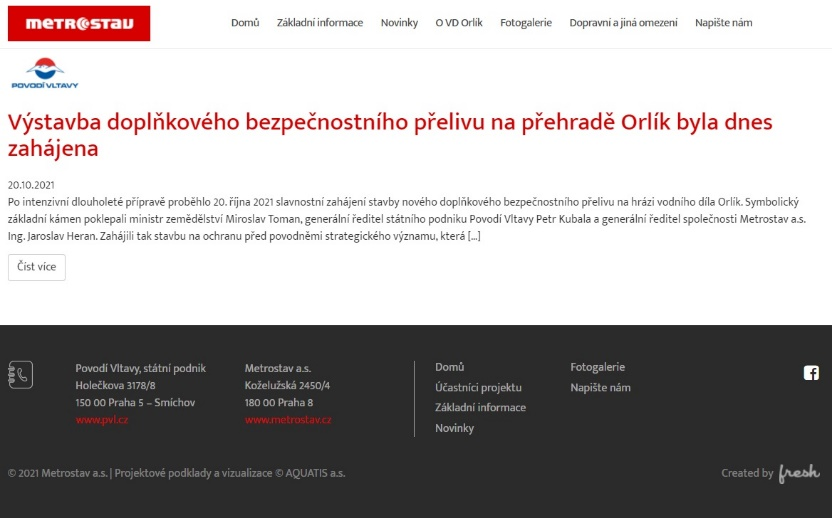 METROSTAV
Domů Základní informace Novinky O VD Orlík Fotogalerie Dopravní a jiná omezení Napište nám
POVODÍ VLTAVY
Výstavba doplňkového bezpečnostního přelivu na přehradě Orlík byla dnes
zahájena
20.10.2021
Po intenzivní dlouholeté přípravě proběhlo 20. října 2021 slavnostní zahájení stavby nového doplňkového bezpečnostního přelivu na hrázi vodního díla Orlík. Symbolický
základní kámen poklepali ministr zemědělství Miroslav Toman, generální ředitel státního podniku Povodí Vltavy Petr Kubala a generální ředitel společnosti Metrostav a.s.
Ing. Jaroslav Heran. Zahájili tak stavbu na ochranu před povodněmi strategického významu, která [...]
Číst více
Povodí Vltavy, státní podnik
Holečkova 3178/8
150 00 Praha 5 – Smíchov
www.pvl.cz
Metrostav a.s.
Koželužská 2450/4
180 00 Praha 8
www.metrostav.cz
Domů
Účastníci projektu
Základní informace
Novinky
Fotogalerie
Napište nám
© 2021 Metrostav a.s. | Projektové podklady a vizualizace © AQUATIS a.s.
Created by fresh